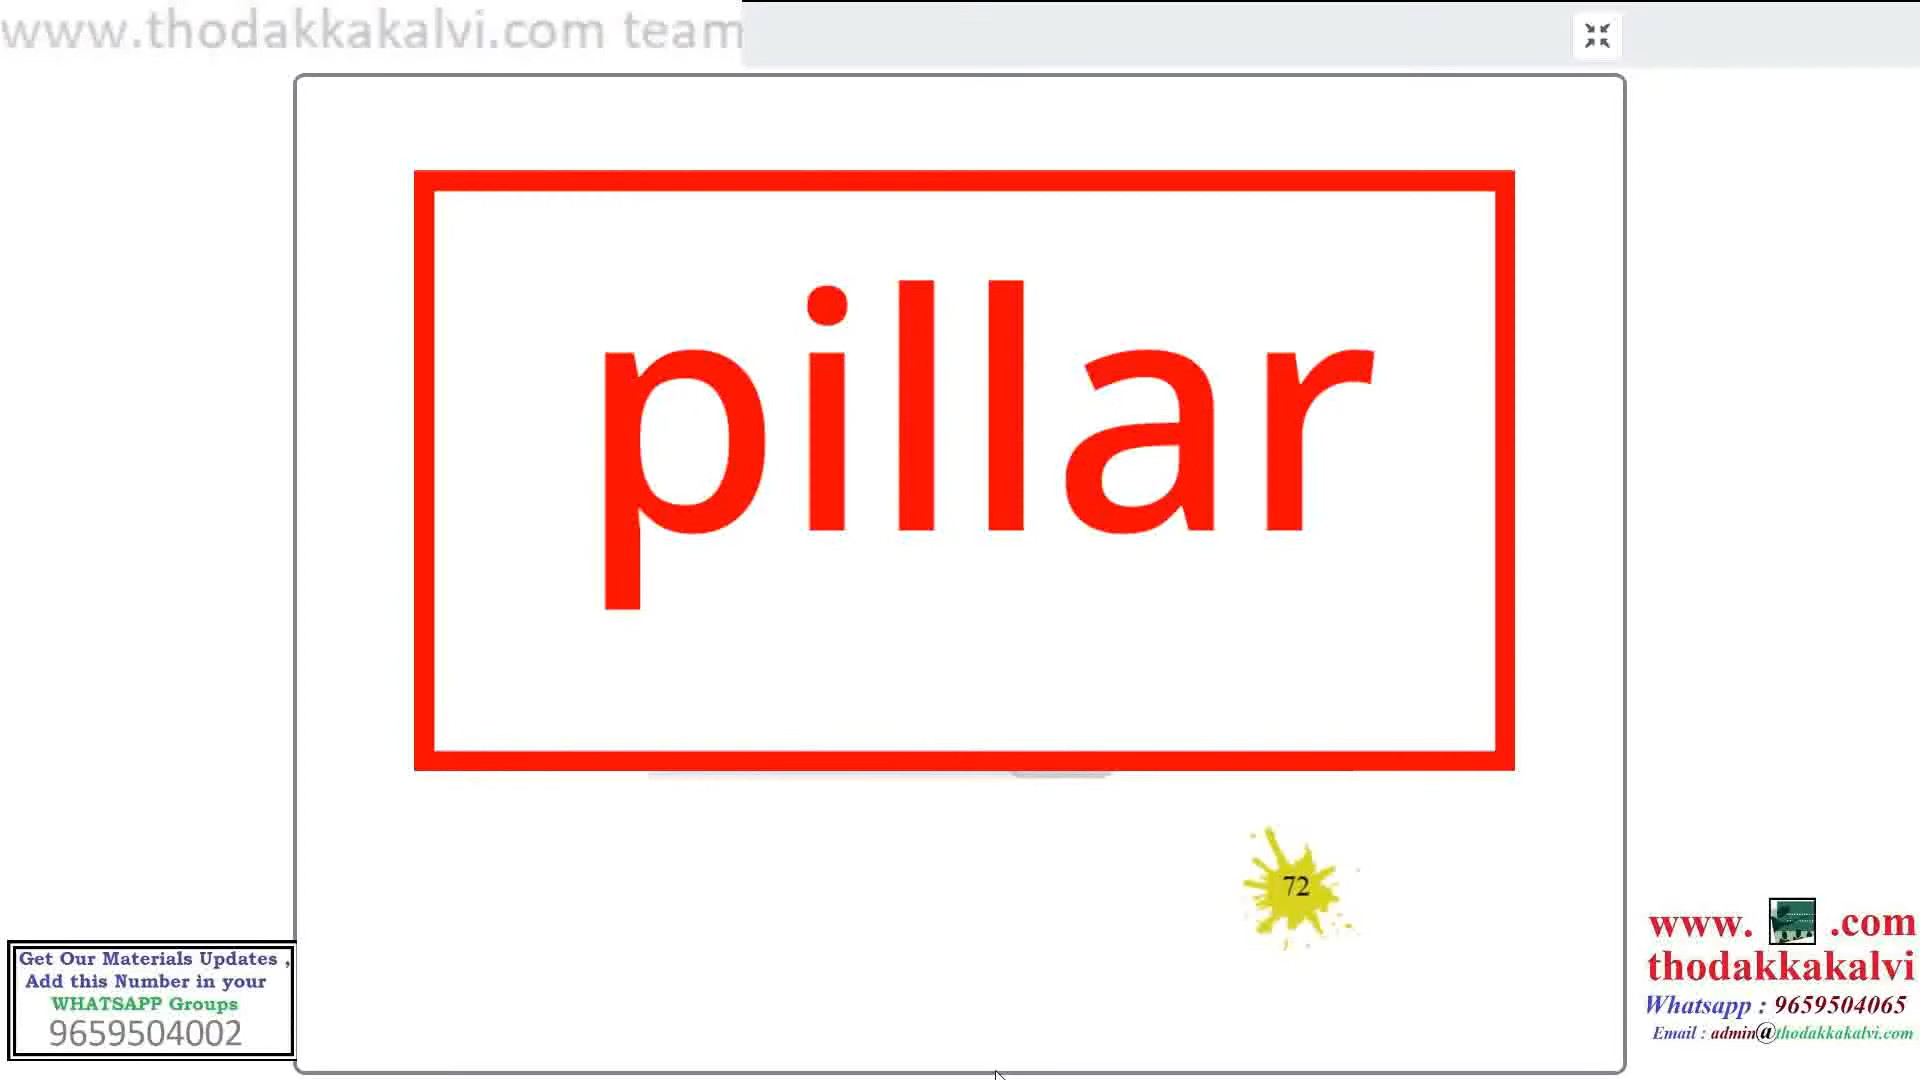 www.thodakkakalvi.com team
pillar
72
Get Our Materials Updates ,
Add this Number in your
WHATSAPP Groups
9659504002
www. .com
thodakkakalvi
Whatsapp : 9659504065
Email : admin@thodakkakalvi.com